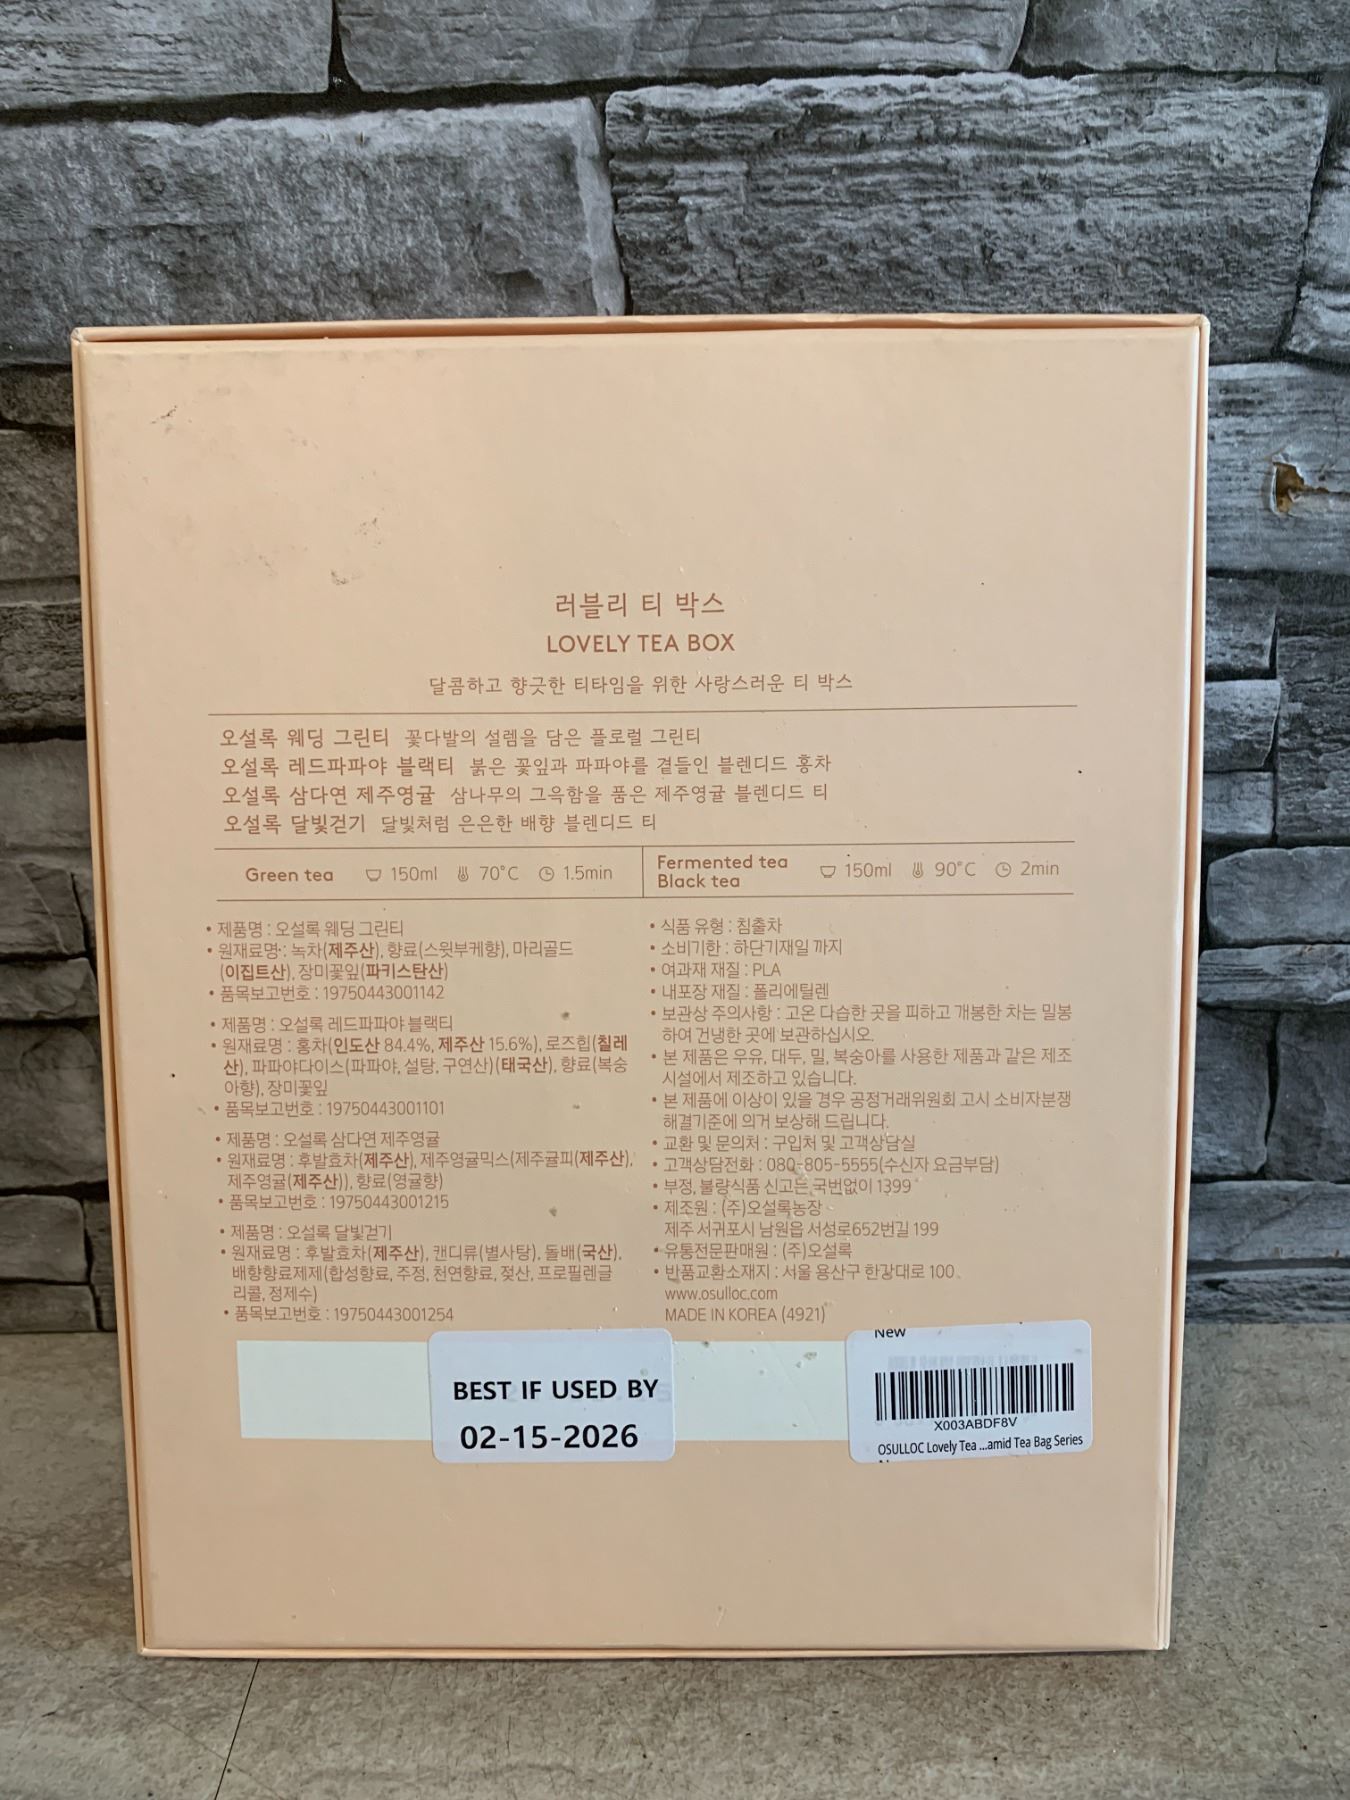 러블리 티 박스
LOVELY TEA BOX
달콤하고 향긋한 티타임을 위한 사랑스러운 티 박스
오설록 웨딩 그린티 꽃다발의 설렘을 담은 플로럴 그린티
오설록 레드파파야 블랙티 붉은 꽃잎과 파파야를 곁들인 블렌디드 홍차
오설록 삼다연 제주영귤 삼나무의 그윽함을 품은 제주영귤 블렌디드 티
오설록 달빛걷기 달빛처럼 은은한 배향 블렌디드 티
Green tea 150ml 70°C 1.5min
Fermented tea
Black tea 150ml 90°C 2min
• 제품명 : 오설록 웨딩 그린티
• 원재료명 : 녹차(제주산), 향료(스윗부케향), 마리골드
(이집트산), 장미꽃잎(파키스탄산)
• 품목보고번호 : 19750443001142
• 제품명 : 오설록 레드파파야 블랙티
• 원재료명 : 홍차(인도산 84.4%, 제주산 15.6%), 로즈힙(칠레
산), 파파야다이스(파파야, 설탕, 구연산)(태국산), 향료(복숭
아향), 장미꽃잎
• 품목보고번호 : 19750443001101
• 제품명 : 오설록 삼다연 제주영귤
• 원재료명 : 후발효차(제주산), 제주영귤믹스(제주귤피(제주산),
제주영귤(제주산)), 향료(영귤향)
• 품목보고번호 : 19750443001215
• 제품명 : 오설록 달빛걷기
• 원재료명 : 후발효차(제주산), 캔디류(별사탕), 돌배(국산),
배향향료제제(합성향료, 주정, 천연향료, 젖산, 프로필렌글
리콜, 정제수)
• 품목보고번호 : 19750443001254
• 식품 유형 : 침출차
• 소비기한 : 하단기재일 까지
• 여과재 재질 : PLA
• 내포장 재질 : 폴리에틸렌
• 보관상 주의사항 : 고온 다습한 곳을 피하고 개봉한 차는 밀봉
하여 건냉한 곳에 보관하십시오.
• 본 제품은 우유, 대두, 밀, 복숭아를 사용한 제품과 같은 제조
시설에서 제조하고 있습니다.
• 본 제품에 이상이 있을 경우 공정거래위원회 고시 소비자분쟁
해결기준에 의거 보상해 드립니다.
• 교환 및 문의처 : 구입처 및 고객상담실
• 고객상담전화 : 080-805-5555(수신자 요금부담)
• 부정, 불량식품 신고는 국번없이 1399
• 제조원 : (주)오설록농장
제주 서귀포시 남원읍 서성로652번길 199
• 유통전문판매원 : (주)오설록
• 반품교환소재지 : 서울 용산구 한강대로 100
www.osulloc.com
MADE IN KOREA (4921)
BEST IF USED BY
02-15-2026
New
X003ABDF8V
OSULLOC Lovely Tea ...amid Tea Bag Series